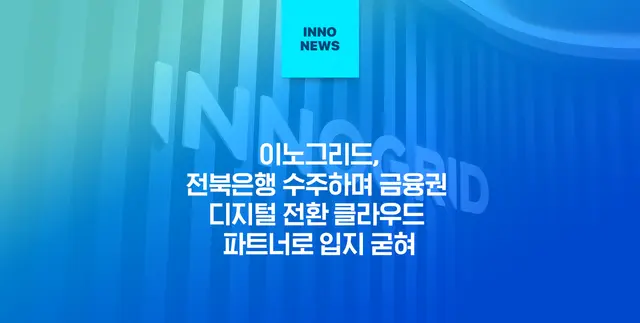 INNO
NEWS
INNOGRID
이노그리드,
전북은행 수주하며 금융권
디지털 전환 클라우드
파트너로 입지 굳혀